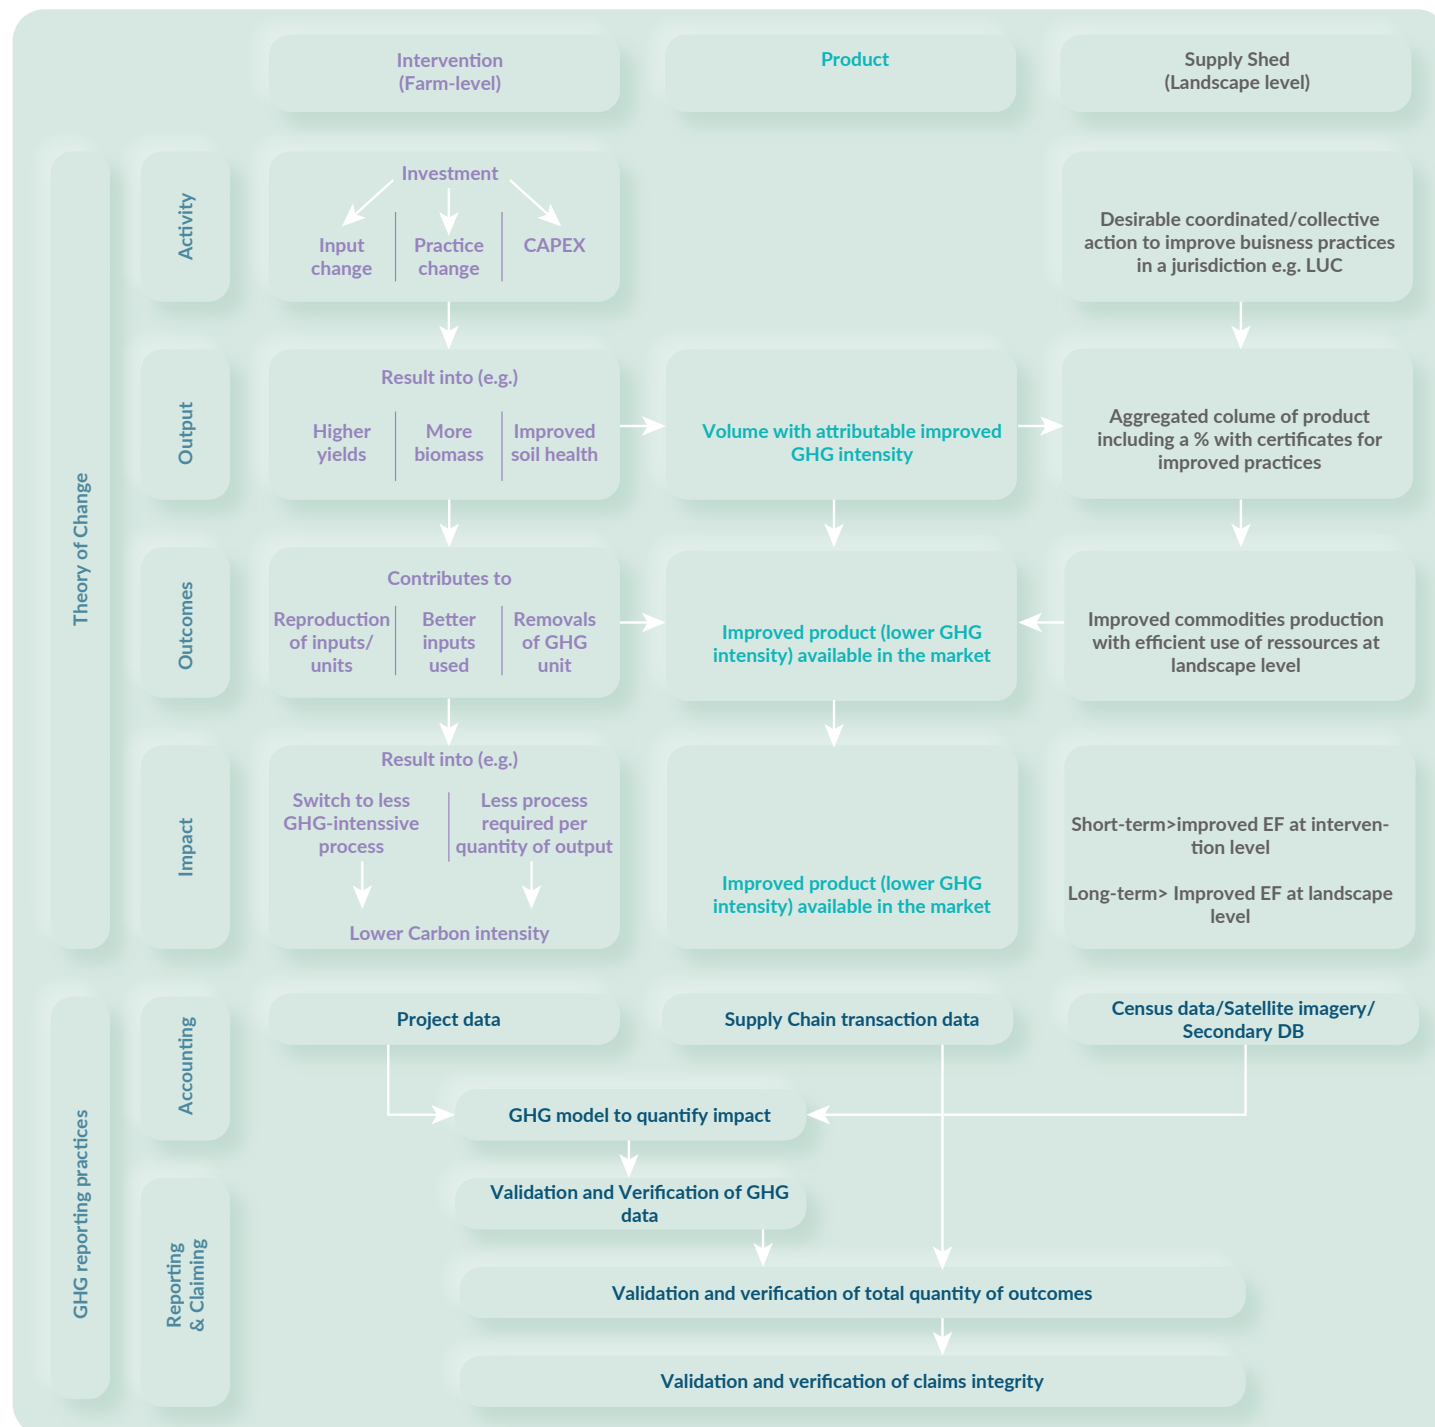 Intervention
(Farm-level)
Product
Supply Shed
(Landscape level)
Theory of Change
Activity
Investment
Input
change
Practice
change
CAPEX
Desirable coordinated/collective
action to improve buisness practices
in a jurisdiction e.g. LUC
Output
Result into (e.g.)
Higher
yields
More
biomass
Improved
soil health
Volume with attributable improved
GHG intensity
Aggregated colume of product
including a % with certificates for
improved practices
Outcomes
Contributes to
Reproduction
of inputs/
units
Better
inputs
used
Removals
of GHG
unit
Improved product (lower GHG
intensity) available in the market
Improved commodities production
with efficient use of ressources at
landscape level
Impact
Result into (e.g.)
Switch to less
GHG-intenssive
process
Less process
required per
quantity of output
Lower Carbon intensity
Improved product (lower GHG
intensity) available in the market
Short-term>improved EF at interven-
tion level
Long-term> Improved EF at landscape
level
GHG reporting practices
Accounting
Project data
Supply Chain transaction data
Census data/Satellite imagery/
Secondary DB
GHG model to quantify impact
Reporting
& Claiming
Validation and Verification of GHG
data
Validation and verification of total quantity of outcomes
Validation and verification of claims integrity